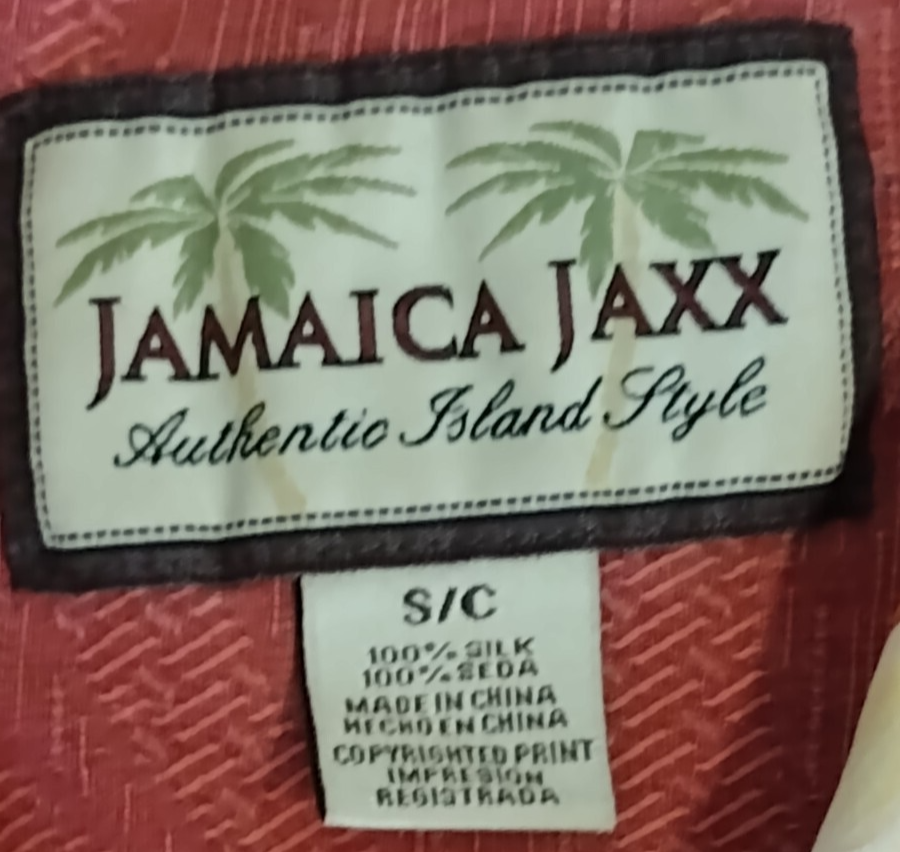 JAMAICA JAXX
Authentic Island Style
S/C
100% SILK
100% SEDA
MADE IN CHINA
HECHO EN CHINA
COPYRIGHTED PRINT
IMPRESION
REGISTRADA